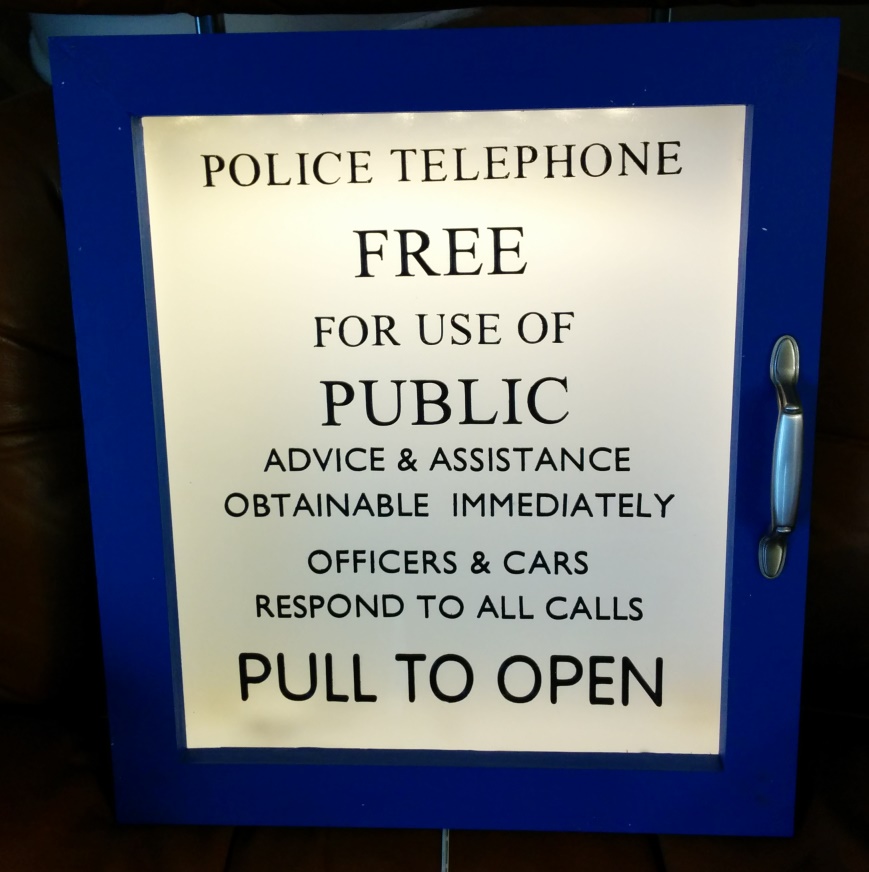 POLICE TELEPHONE
FREE
FOR USE OF
PUBLIC
ADVICE & ASSISTANCE
OBTAINABLE IMMEDIATELY
OFFICERS & CARS
RESPOND TO ALL CALLS
PULL TO OPEN